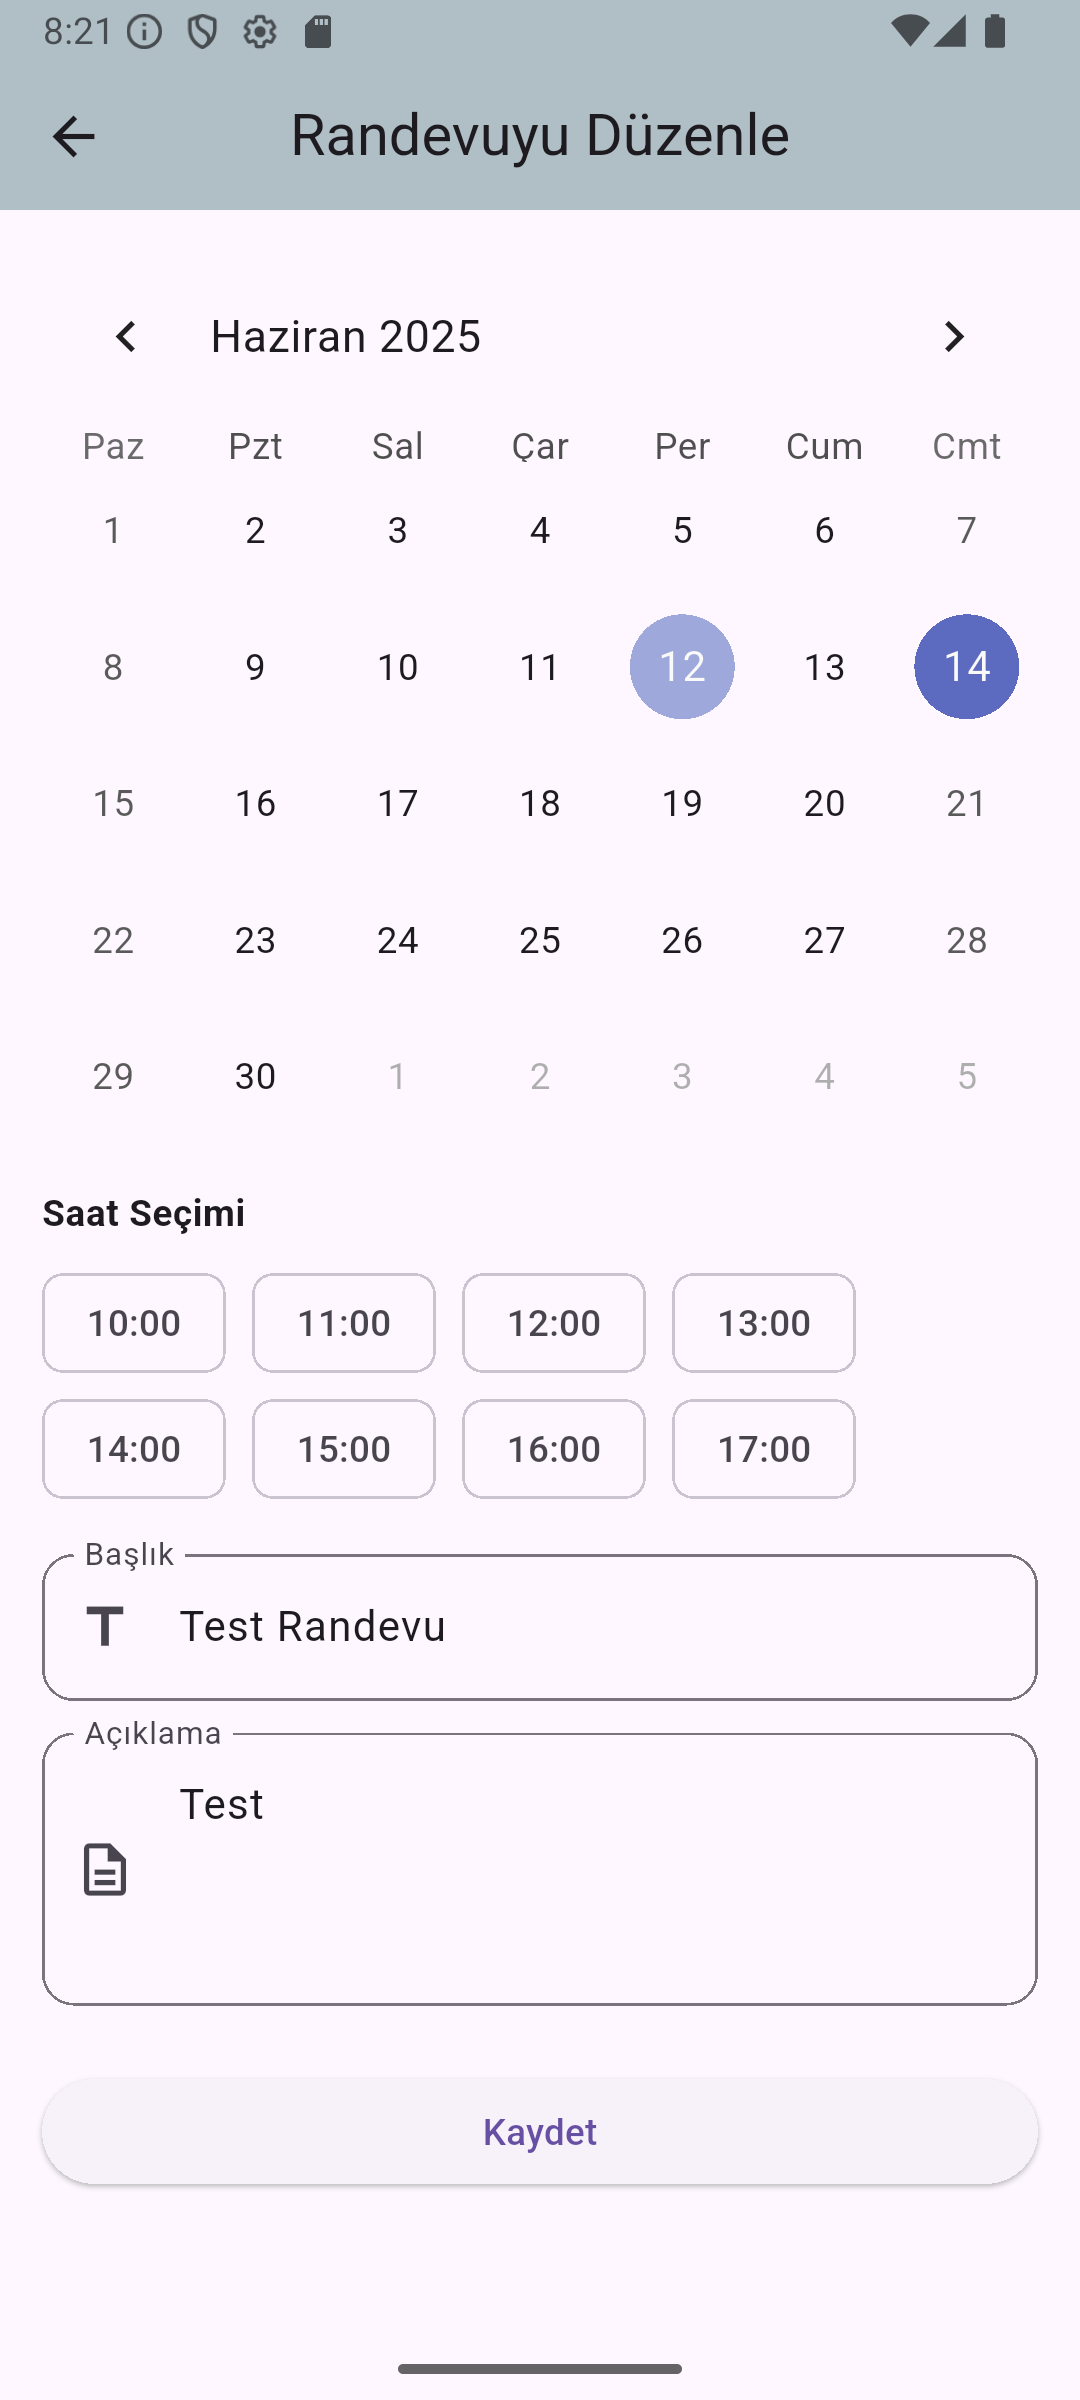 8:21
Randevuyu Düzenle
Haziran 2025
Paz Pzt Sal Çar Per Cum Cmt
1 2 3 4 5 6 7
8 9 10 11 12 13 14
15 16 17 18 19 20 21
22 23 24 25 26 27 28
29 30 1 2 3 4 5
Saat Seçimi
10:00 11:00 12:00 13:00
14:00 15:00 16:00 17:00
Başlık
Test Randevu
Açıklama
Test
Kaydet